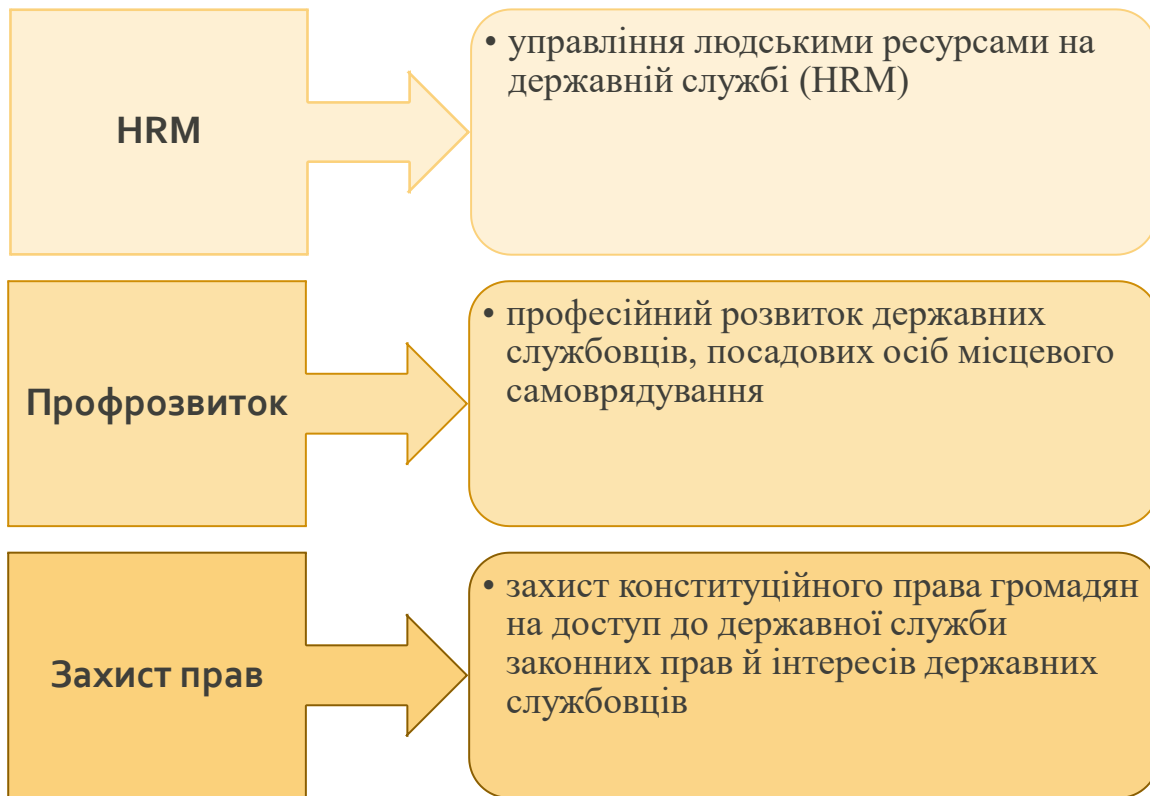 HRM
• управління людськими ресурсами на
державній службі (HRM)
Профрозвиток
• професійний розвиток державних
службовців, посадових осіб місцевого
самоврядування
Захист прав
• захист конституційного права громадян
на доступ до державної служби
законних прав й інтересів державних
службовців